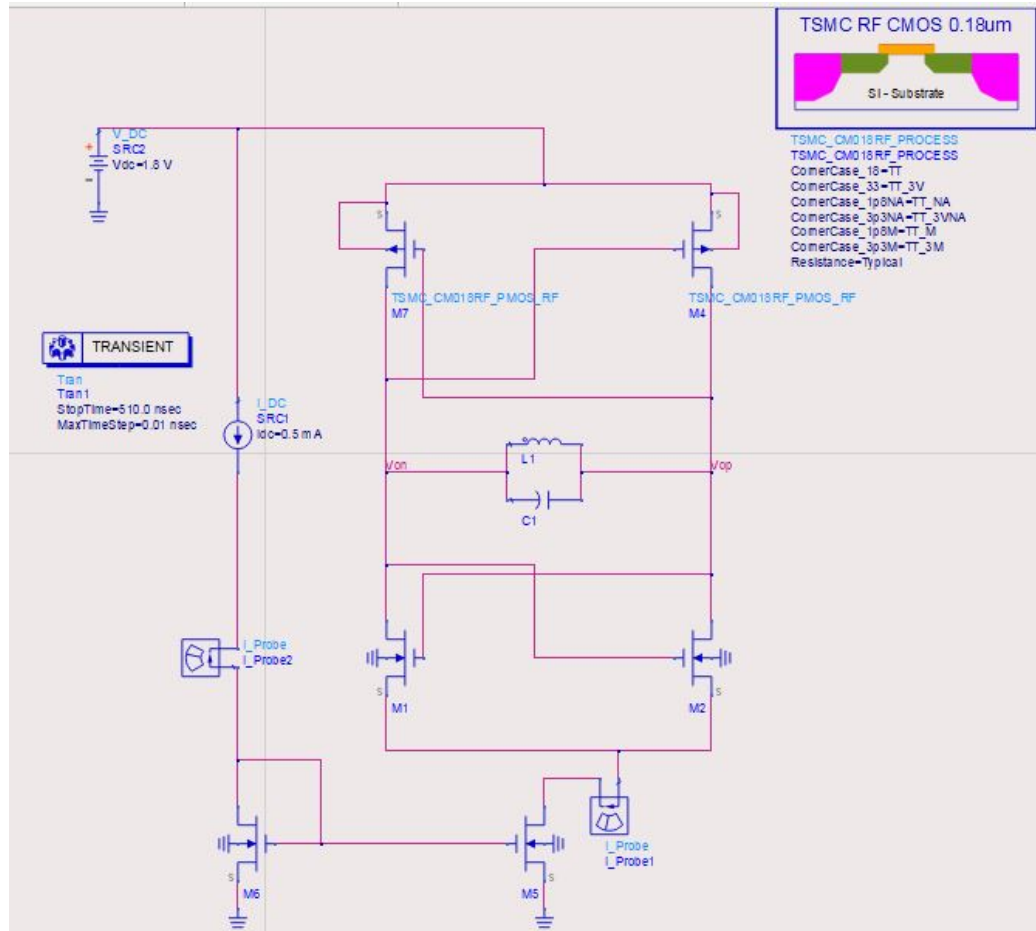 TSMC RF CMOS 0.18um
SI - Substrate
TSMC_CM018RF_PROCESS
TSMC_CM018RF_PROCESS
CornerCase_18=TT
CornerCase_33=TT_3V
CornerCase_1p8NA=TT_NA
CornerCase_3p3NA=TT_3VNA
CornerCase_1p8M=TT_M
CornerCase_3p3M=TT_3M
Resistance=Typical
V_DC
SRC2
Vdc=1.8 V
+
-
S
S
TSMC_CM018RF_PMOS_RF
M7
TSMC_CM018RF_PMOS_RF
M4
TRANSIENT
Tran
Tran1
StopTime=510.0 nsec
MaxTimeStep=0.01 nsec
I_DC
SRC1
Idc=0.5 mA
Von
L1
C1
Vop
I_Probe
I_Probe2
S
M1
S
M2
S
M6
S
M5
I_Probe
I_Probe1